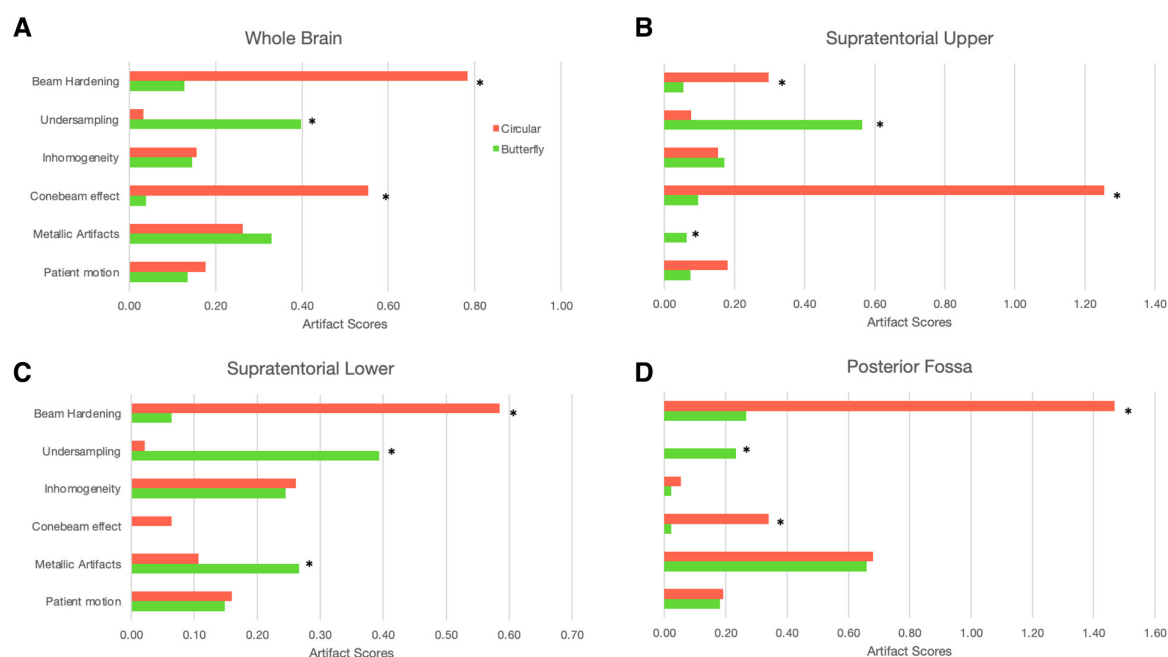 A
Whole Brain
Beam Hardening
*
Undersampling
*
Circular
Butterfly
Inhomogeneity
Conebeam effect
*
Metallic Artifacts
Patient motion
0.00 0.20 0.40 0.60 0.80 1.00
Artifact Scores
B
Supratentorial Upper
*
*
*
*
0.00 0.20 0.40 0.60 0.80 1.00 1.20 1.40
Artifact Scores
C
Supratentorial Lower
Beam Hardening
*
Undersampling
*
Inhomogeneity
Conebeam effect
Metallic Artifacts
*
Patient motion
0.00 0.10 0.20 0.30 0.40 0.50 0.60 0.70
Artifact Scores
D
Posterior Fossa
*
*
*
0.00 0.20 0.40 0.60 0.80 1.00 1.20 1.40 1.60
Artifact Scores